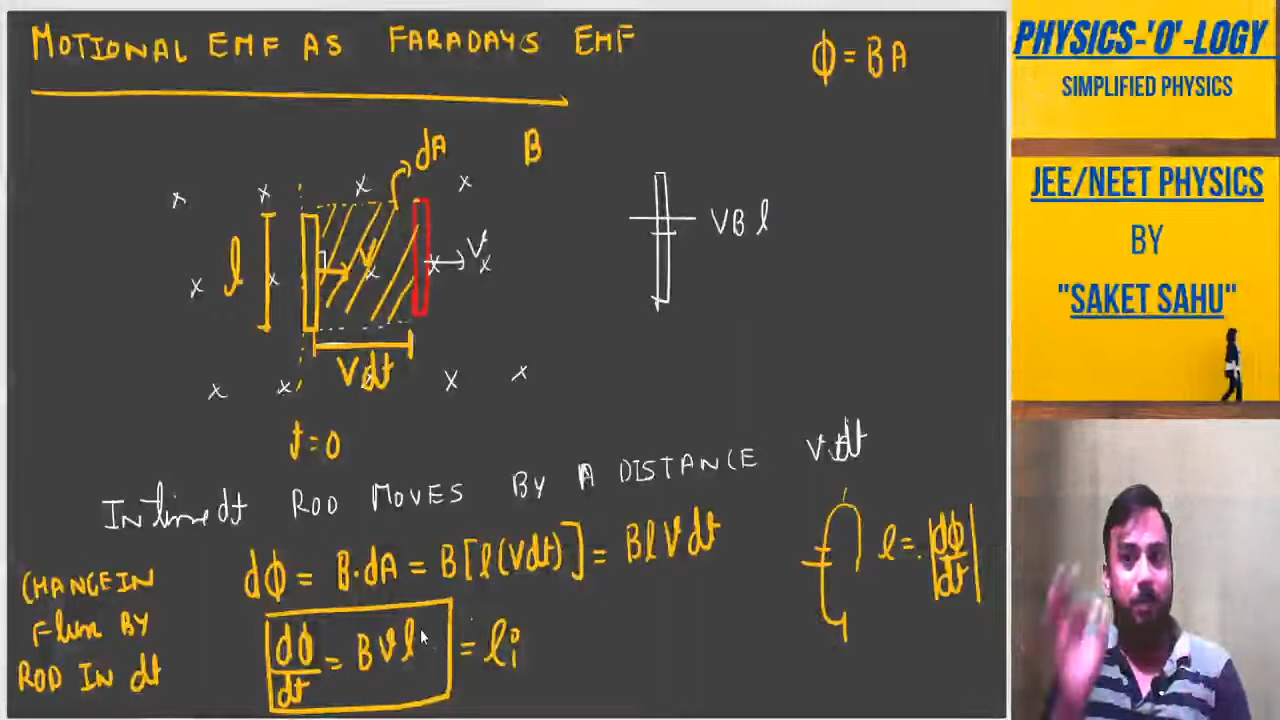 MOTIONAL EMF AS FARADAYS EMF
ϕ = BA
dA
B
l
V
V
VBl
Vdt
t=0
In time dt ROD MOVES BY A DISTANCE Vdt
dϕ = B·dA = B[l(Vdt)] = BlVdt
e = |dϕ/dt|
CHANGE IN
Flux BY
ROD IN dt
dϕ/dt = BVl = ei
PHYSICS-'O'-LOGY
SIMPLIFIED PHYSICS
JEE/NEET PHYSICS
BY
"SAKET SAHU"